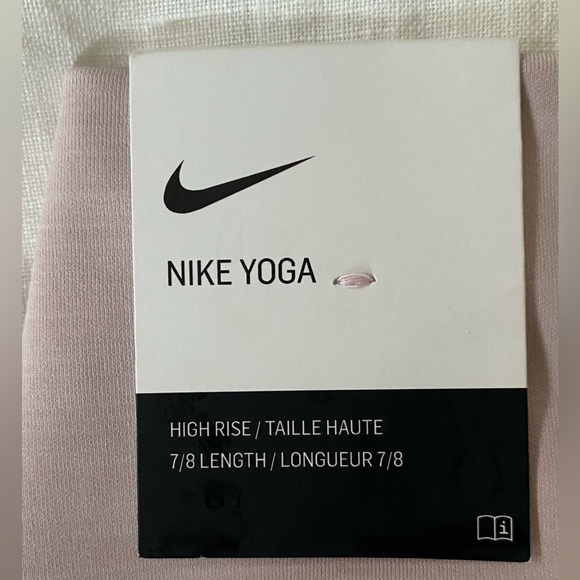 NIKE YOGA
HIGH RISE / TAILLE HAUTE
7/8 LENGTH / LONGUEUR 7/8
i